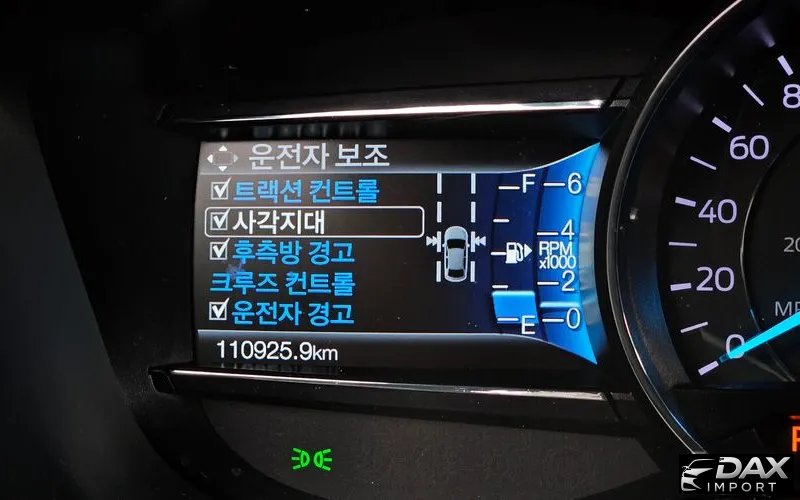 운전자 보조
트랙션 컨트롤
사각지대
후측방 경고
크루즈 컨트롤
운전자 경고
110925.9km
F
E
6
4
RPM
x1000
2
0
80
60
40
20
0
DAX
IMPORT